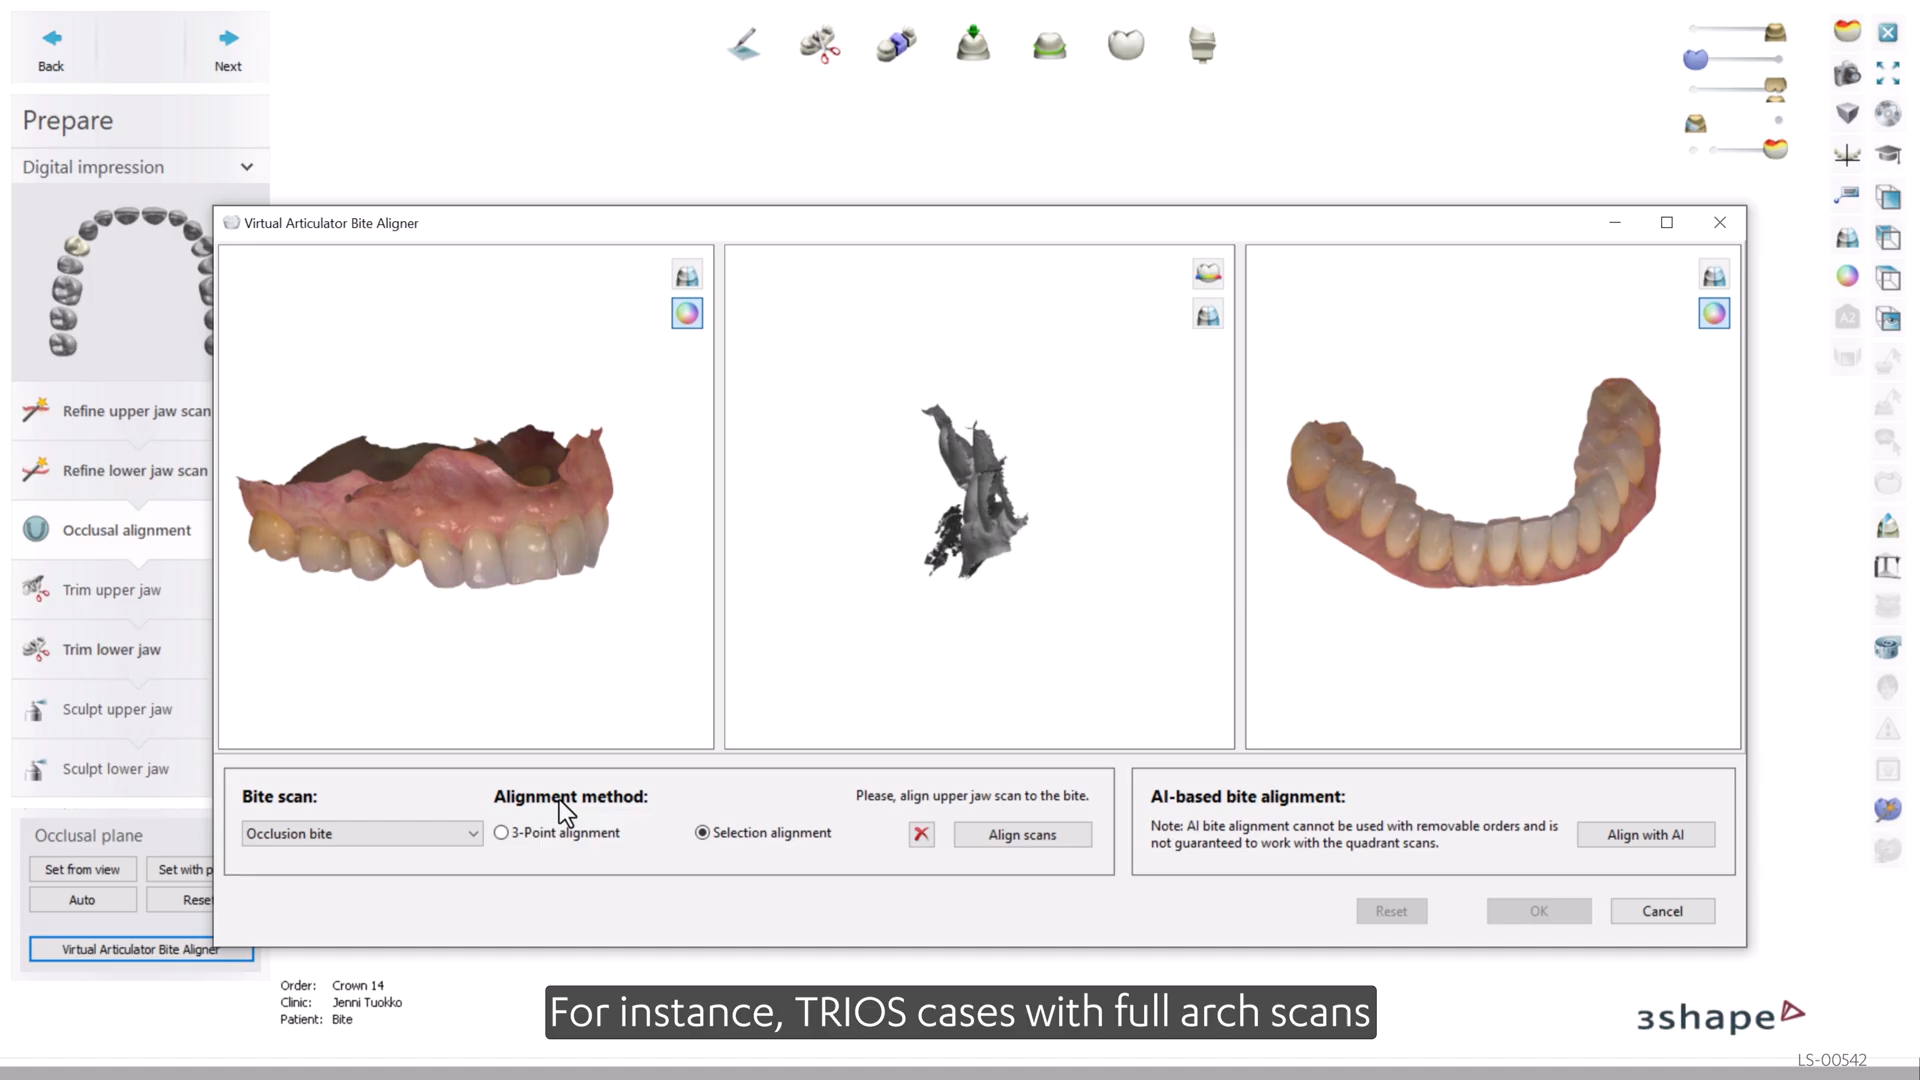 Back
Next
Prepare
Digital impression
Virtual Articulator Bite Aligner
A2
Refine upper jaw scan
Refine lower jaw scan
Occlusal alignment
Trim upper jaw
Trim lower jaw
Sculpt upper jaw
Sculpt lower jaw
Occlusal plane
Set from view
Set with p
Auto
Rese
Virtual Articulator Bite Aligner
Bite scan:
Occlusion bite
Alignment method:
3-Point alignment
Selection alignment
Please, align upper jaw scan to the bite.
Align scans
AI-based bite alignment:
Note: AI bite alignment cannot be used with removable orders and is
not guaranteed to work with the quadrant scans.
Align with AI
Reset
OK
Cancel
Order: Crown 14
Clinic: Jenni Tuokko
Patient: Bite
For instance, TRIOS cases with full arch scans
3shape
LS-00542